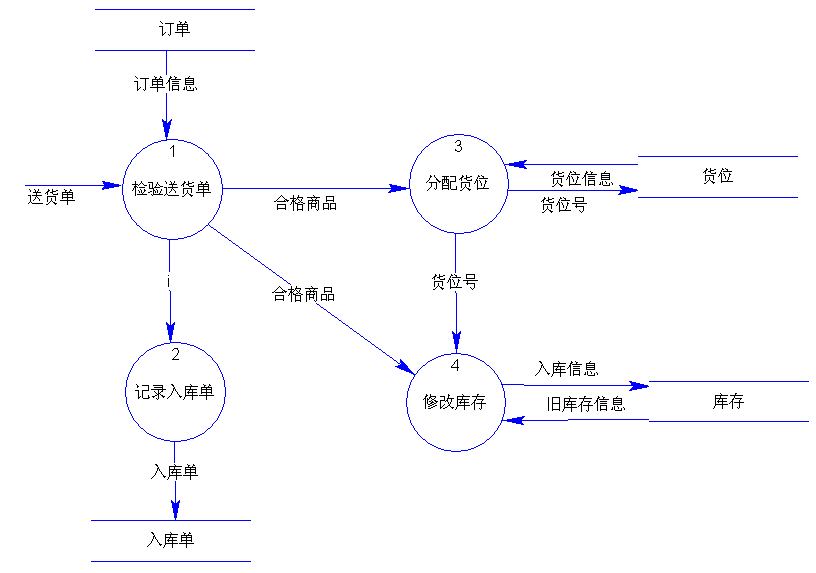 订单
订单信息
1
检验送货单
送货单
合格商品
3
分配货位
货位信息
货位号
货位
合格商品
货位号
i
2
记录入库单
4
修改库存
入库信息
旧库存信息
库存
入库单
入库单